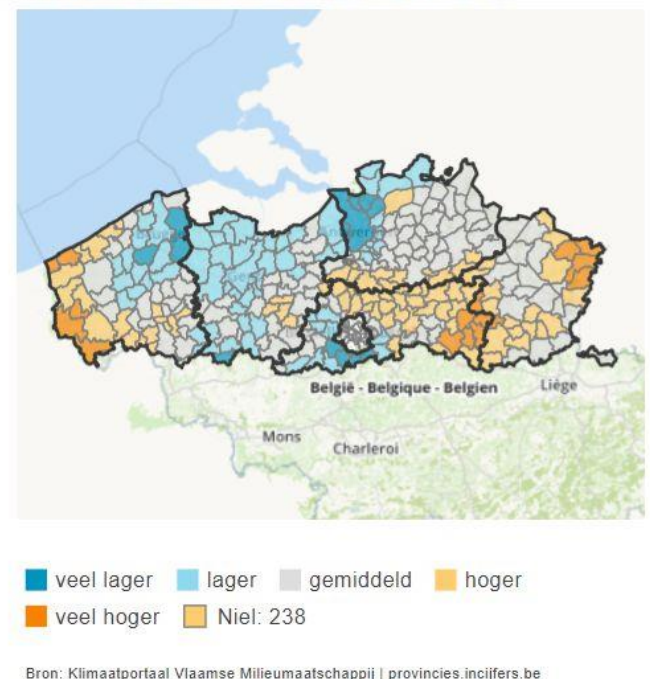 België - Belgique - Belgien
Liège
Mons
Charleroi
veel lager
lager
gemiddeld
hoger
veel hoger
Niel: 238
Bron: Klimaatportaal Vlaamse Milieumaatschappij | provincies.incijfers.be